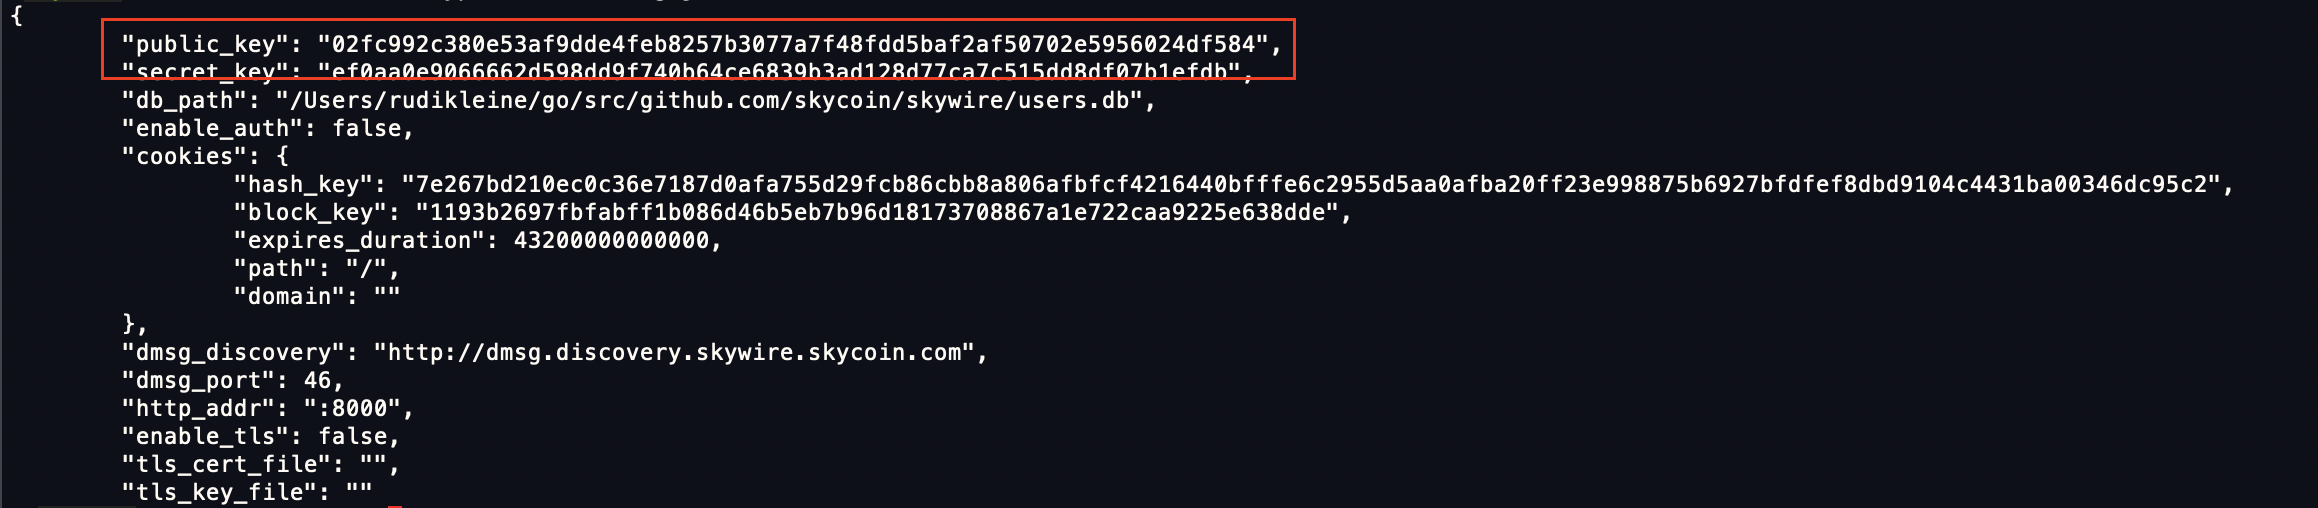 {
"public_key": "02fc992c380e53af9dde4feb8257b3077a7f48fdd5baf2af50702e5956024df584",
"secret_key": "ef0aa0e9066662d598dd9f740b64ce6839b3ad128d77ca7c515dd8df07b1efdb",
"db_path": "/Users/rudikleine/go/src/github.com/skycoin/skywire/users.db",
"enable_auth": false,
"cookies": {
"hash_key": "7e267bd210ec0c36e7187d0afa755d29fcb86cbb8a806afbfcf4216440bfffe6c2955d5aa0afba20ff23e998875b6927bfdfef8dbd9104c4431ba00346dc95c2",
"block_key": "1193b2697fbfabff1b086d46b5eb7b96d18173708867a1e722caa9225e638dde",
"expires_duration": 43200000000000,
"path": "/",
"domain": ""
},
"dmsg_discovery": "http://dmsg.discovery.skywire.skycoin.com",
"dmsg_port": 46,
"http_addr": ":8000",
"enable_tls": false,
"tls_cert_file": "",
"tls_key_file": ""